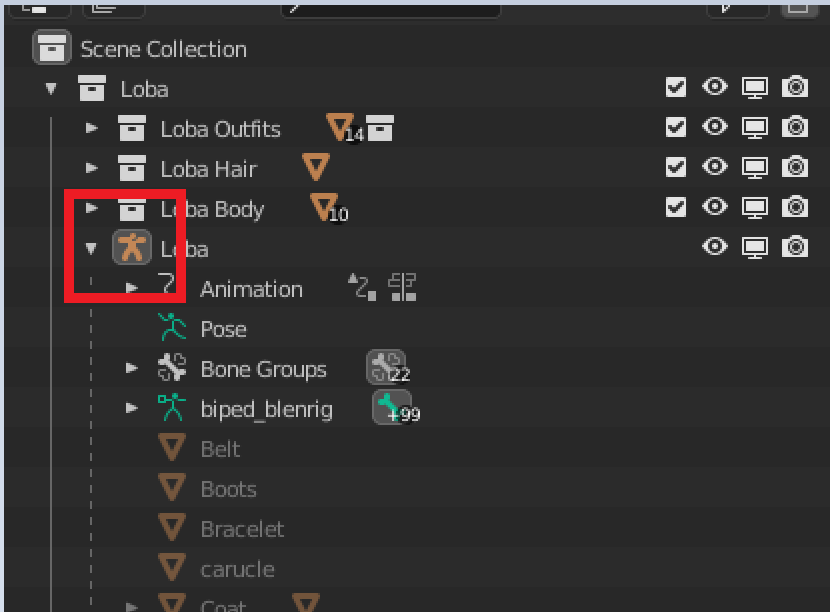 Scene Collection
Loba
Loba Outfits 14
Loba Hair
Loba Body 10
Loba
Animation
Pose
Bone Groups 22
biped_blenrig +99
Belt
Boots
Bracelet
carucle
Coat